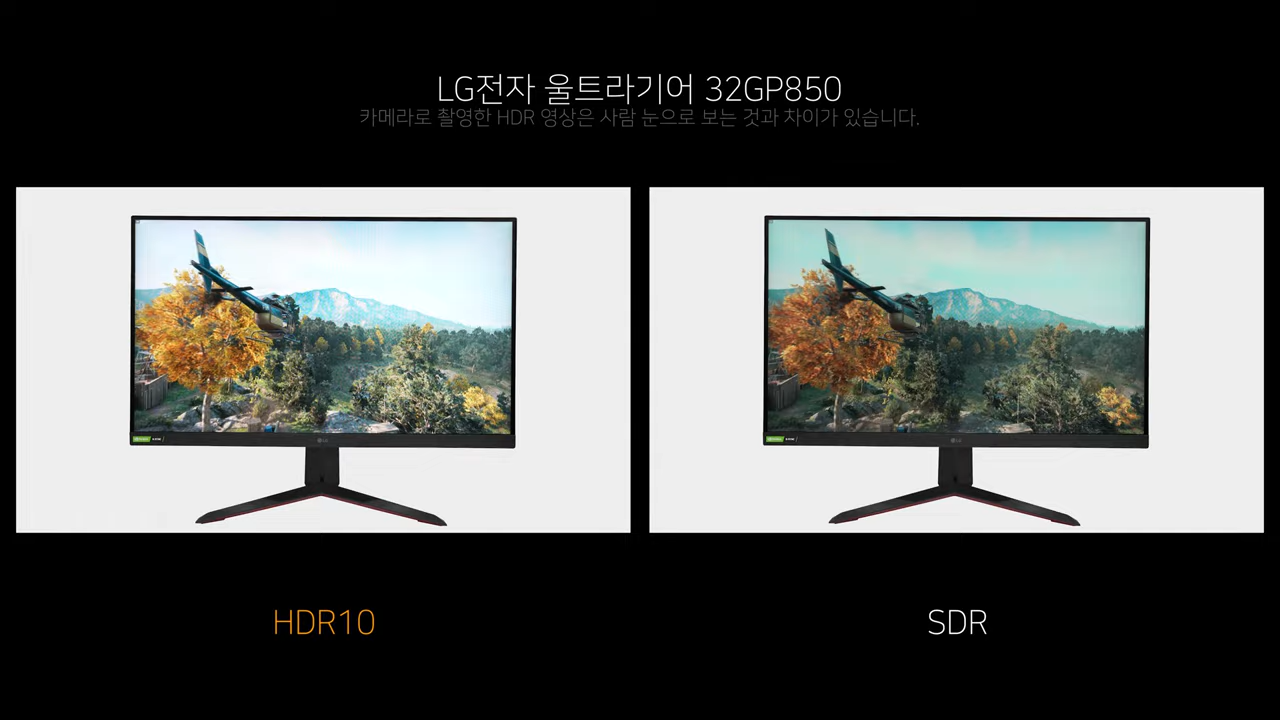 LG전자 울트라기어 32GP850
카메라로 촬영한 HDR 영상은 사람 눈으로 보는 것과 차이가 있습니다.
LG
LG
HDR10
SDR